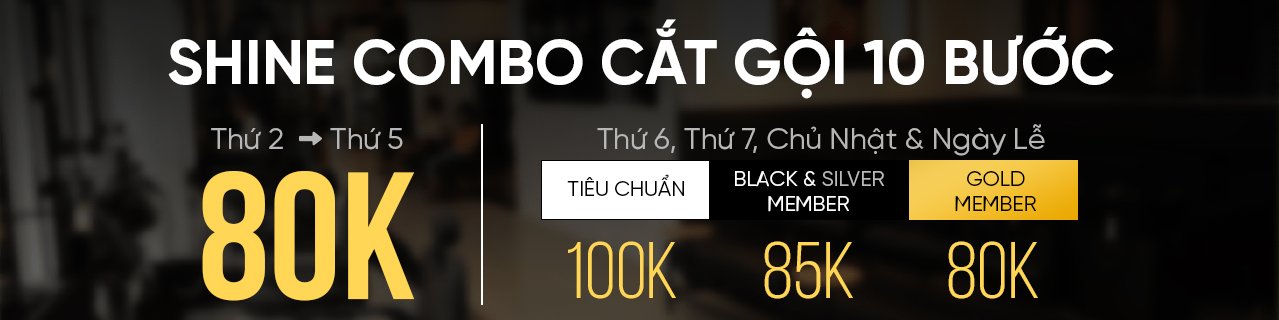 SHINE COMBO CẮT GỘI 10 BƯỚC
Thứ 2 → Thứ 5
80K
Thứ 6, Thứ 7, Chủ Nhật & Ngày Lễ
TIÊU CHUẨN
BLACK & SILVER
MEMBER
GOLD
MEMBER
100K
85K
80K